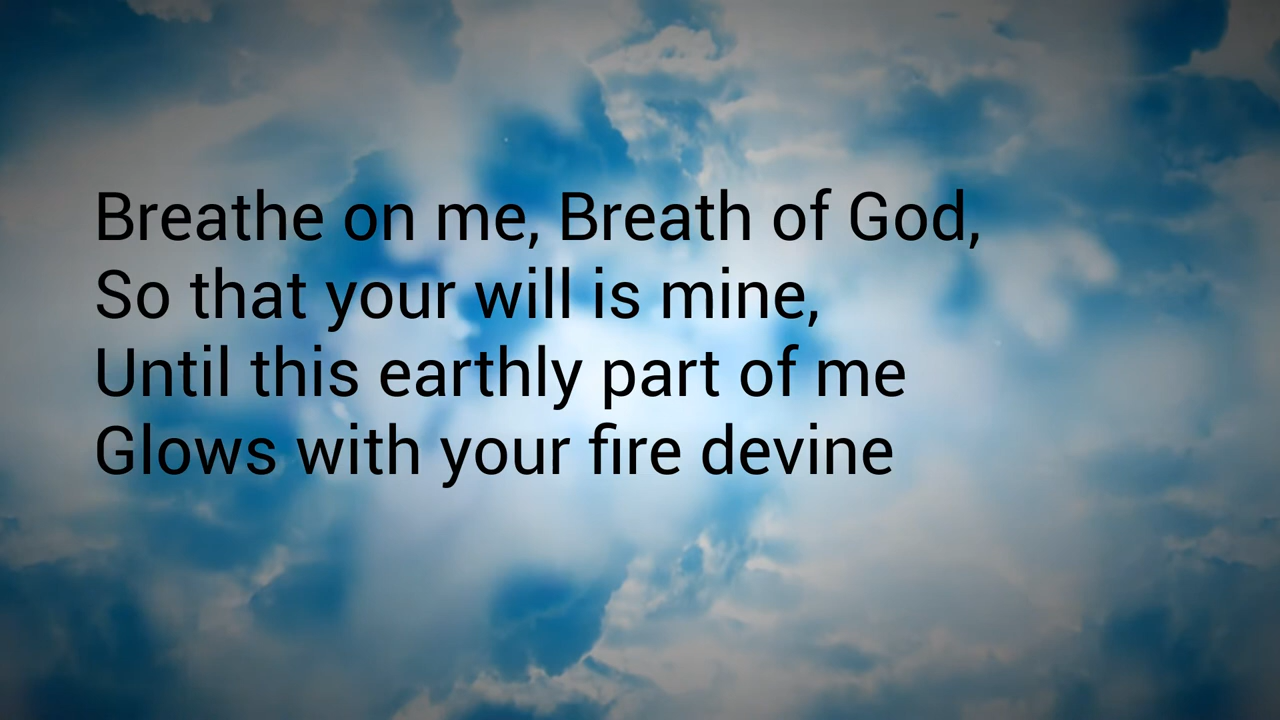 Breathe on me, Breath of God,
So that your will is mine,
Until this earthly part of me
Glows with your fire devine